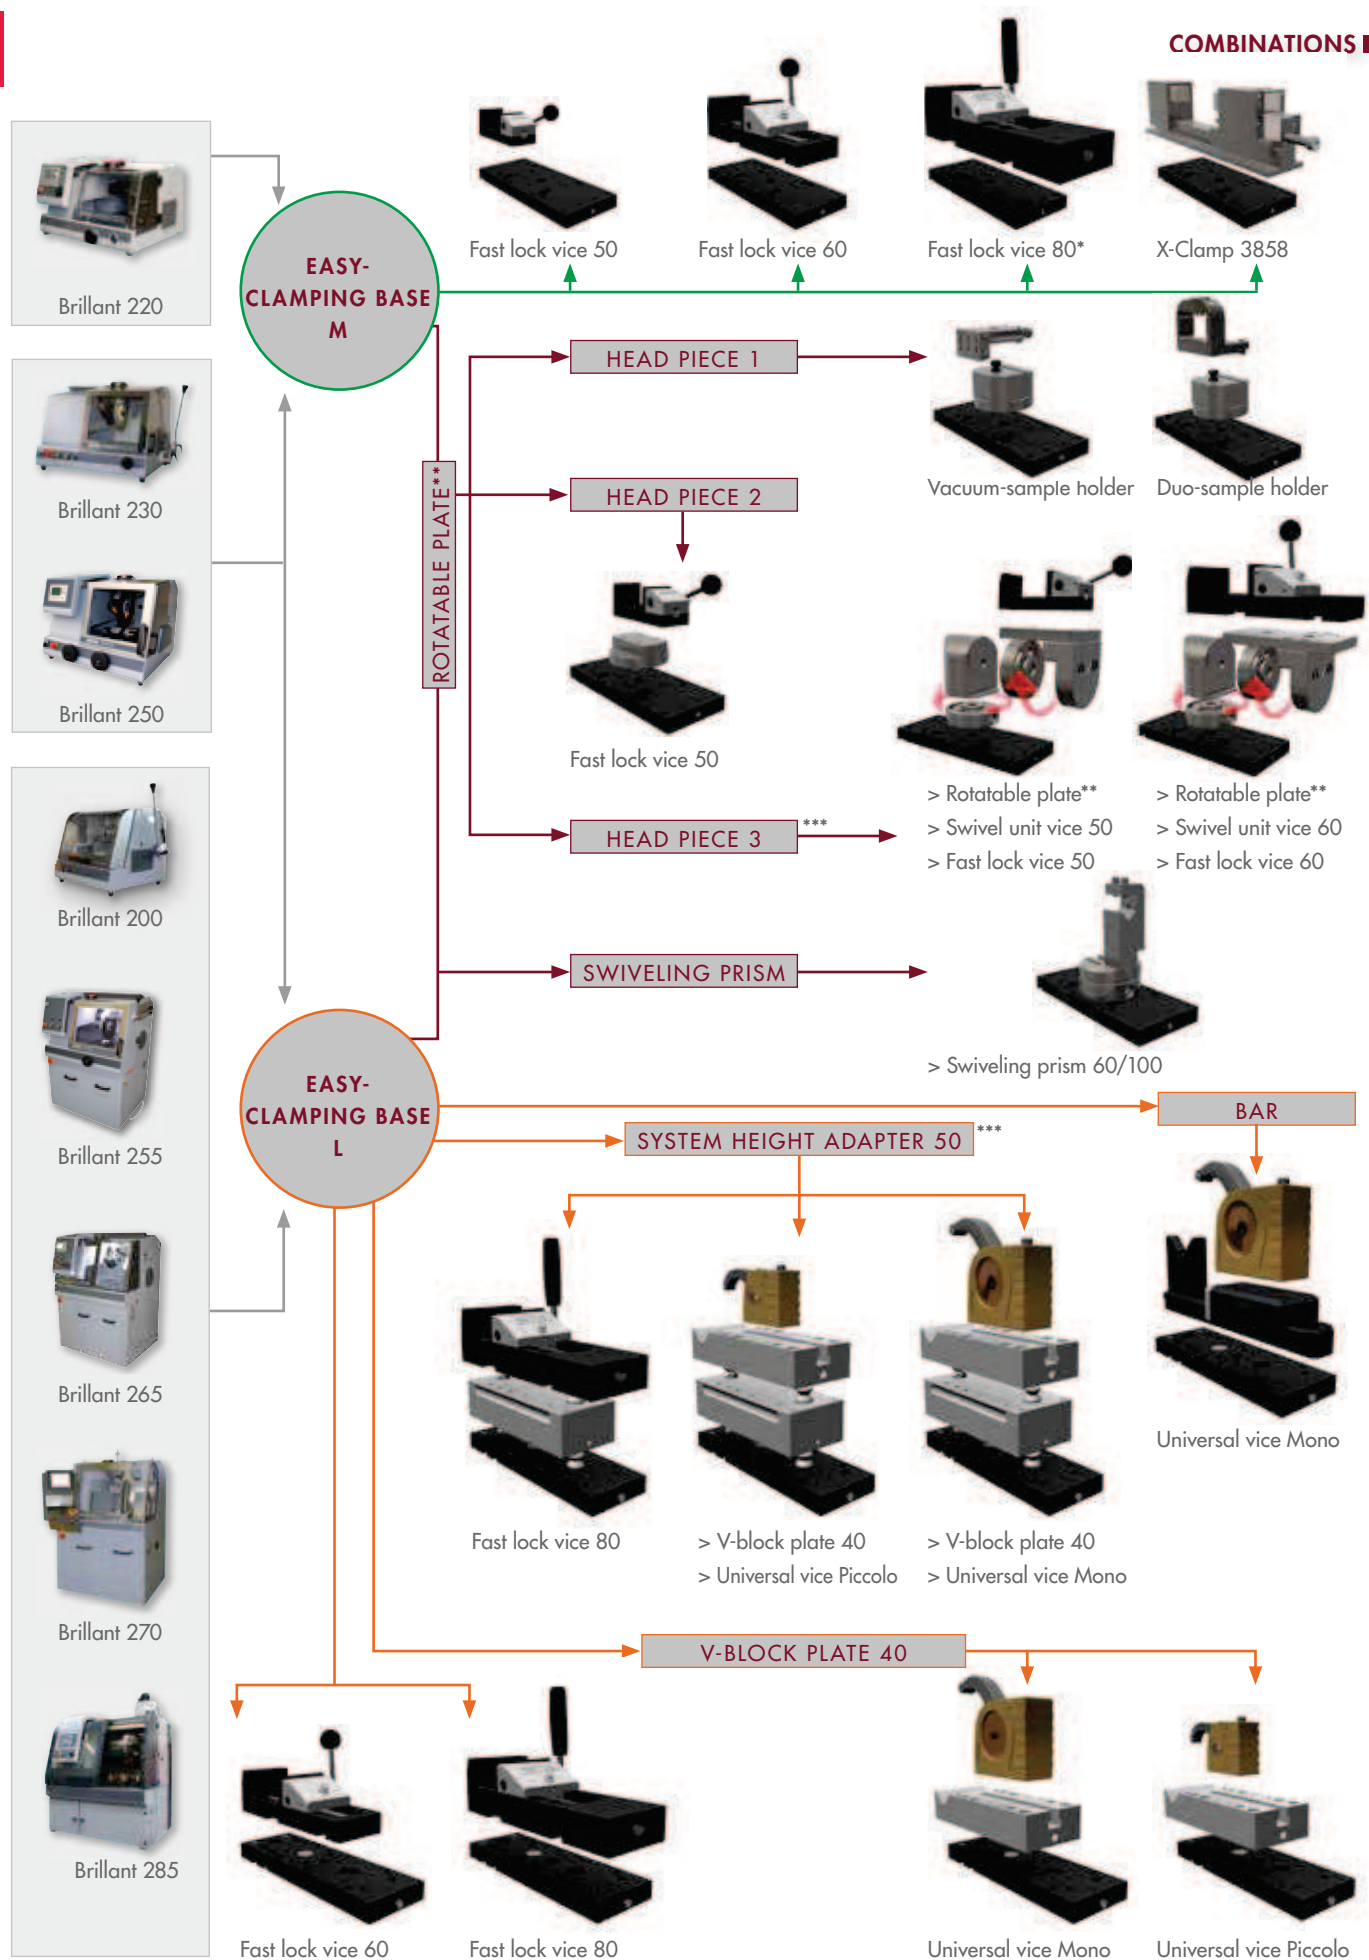 COMBINATIONS
Brillant 220
EASY-
CLAMPING BASE
M
Fast lock vice 50
Fast lock vice 60
Fast lock vice 80*
X-Clamp 3858
HEAD PIECE 1
Vacuum-sample holder
Duo-sample holder
Brillant 230
Brillant 250
ROTATABLE PLATE**
HEAD PIECE 2
Fast lock vice 50
HEAD PIECE 3
***
> Rotatable plate**
> Swivel unit vice 50
> Fast lock vice 50
> Rotatable plate**
> Swivel unit vice 60
> Fast lock vice 60
Brillant 200
Brillant 255
Brillant 265
Brillant 270
Brillant 285
SWIVELING PRISM
> Swiveling prism 60/100
EASY-
CLAMPING BASE
L
BAR
Universal vice Mono
SYSTEM HEIGHT ADAPTER 50
***
Fast lock vice 80
> V-block plate 40
> Universal vice Piccolo
> V-block plate 40
> Universal vice Mono
V-BLOCK PLATE 40
Fast lock vice 60
Fast lock vice 80
Universal vice Mono
Universal vice Piccolo